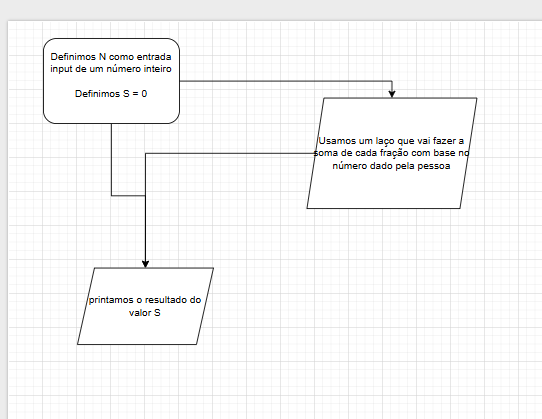 Definimos N como entrada
input de um número inteiro
Definimos S = 0
Usamos um laço que vai fazer a
soma de cada fração com base no
número dado pela pessoa
printamos o resultado do
valor S